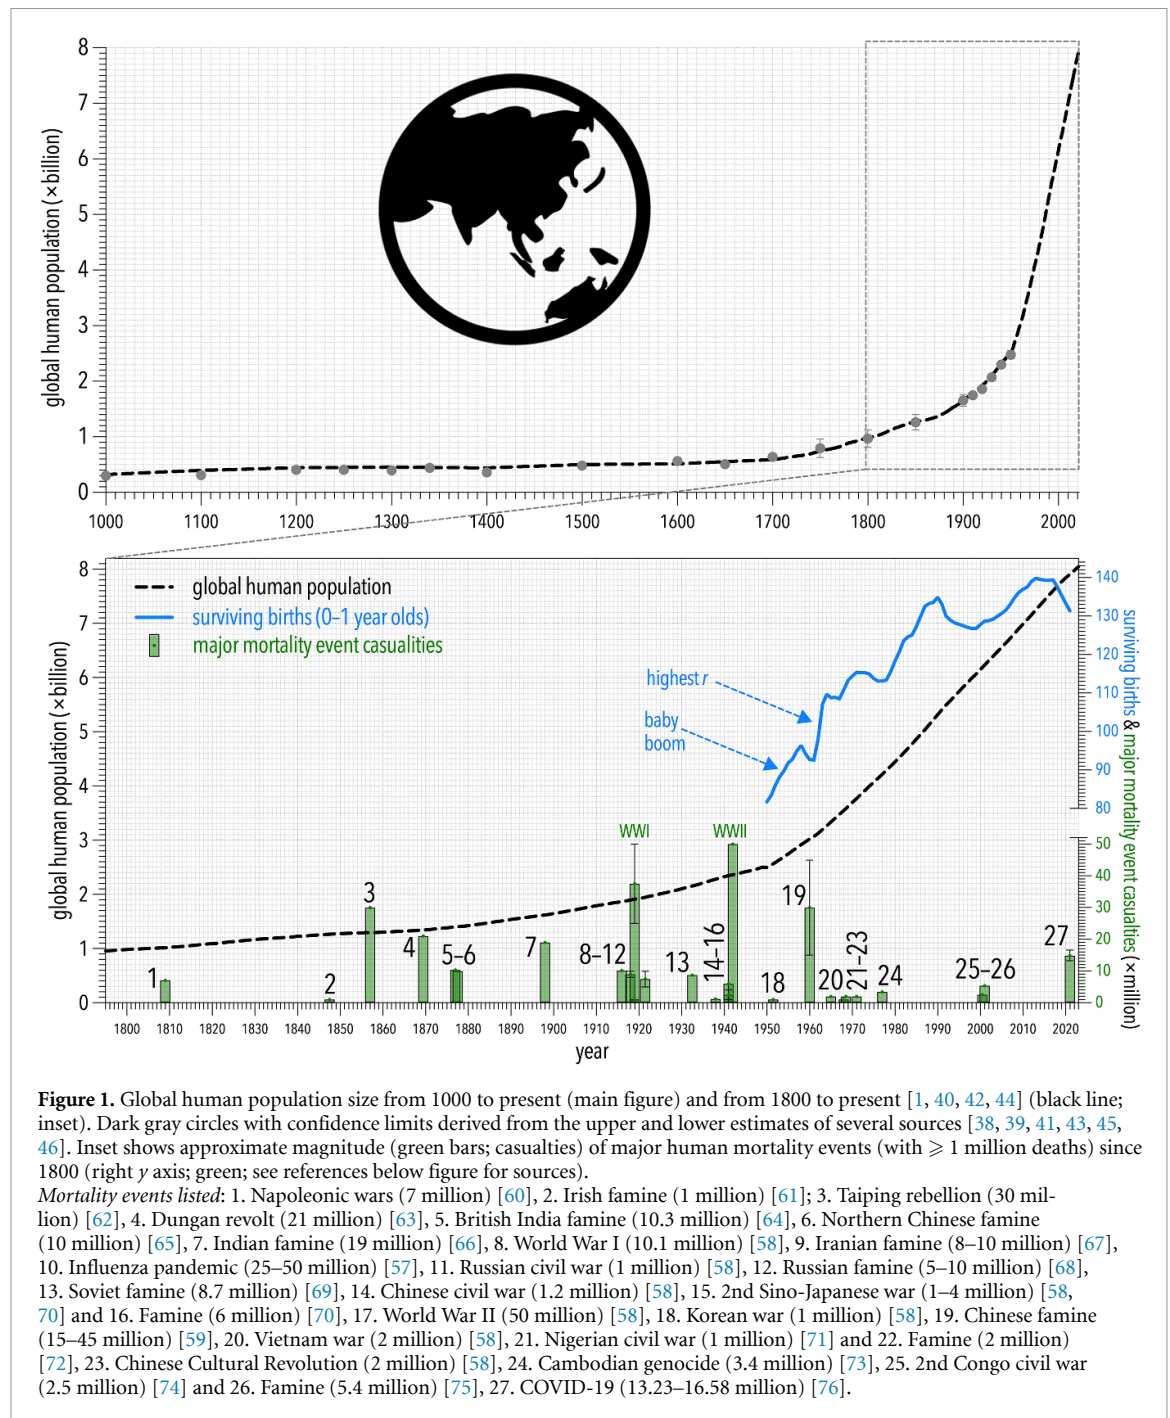 global human population (×billion)
8
7
6
5
4
3
2
1
0
1000 1100 1200 1300 1400 1500 1600 1700 1800 1900 2000
global human population (×billion)
8
7
6
5
4
3
2
1
0
global human population
surviving births (0–1 year olds)
major mortality event casualities
highest r
baby
boom
WWI
WWII
1
2
3
4
5–6
7
8–12
13
14–16
18
19
20
21–23
24
25–26
27
140
130
120
110
100
90
80
50
40
30
20
10
0
surviving births & major mortality event casualties (×million)
1800 1810 1820 1830 1840 1850 1860 1870 1880 1890 1900 1910 1920 1930 1940 1950 1960 1970 1980 1990 2000 2010 2020
year
Figure 1. Global human population size from 1000 to present (main figure) and from 1800 to present [1, 40, 42, 44] (black line;
inset). Dark gray circles with confidence limits derived from the upper and lower estimates of several sources [38, 39, 41, 43, 45,
46]. Inset shows approximate magnitude (green bars; casualties) of major human mortality events (with ⩾ 1 million deaths) since
1800 (right y axis; green; see references below figure for sources).
Mortality events listed: 1. Napoleonic wars (7 million) [60], 2. Irish famine (1 million) [61]; 3. Taiping rebellion (30 mil-
lion) [62], 4. Dungan revolt (21 million) [63], 5. British India famine (10.3 million) [64], 6. Northern Chinese famine
(10 million) [65], 7. Indian famine (19 million) [66], 8. World War I (10.1 million) [58], 9. Iranian famine (8–10 million) [67],
10. Influenza pandemic (25–50 million) [57], 11. Russian civil war (1 million) [58], 12. Russian famine (5–10 million) [68],
13. Soviet famine (8.7 million) [69], 14. Chinese civil war (1.2 million) [58], 15. 2nd Sino-Japanese war (1–4 million) [58,
70] and 16. Famine (6 million) [70], 17. World War II (50 million) [58], 18. Korean war (1 million) [58], 19. Chinese famine
(15–45 million) [59], 20. Vietnam war (2 million) [58], 21. Nigerian civil war (1 million) [71] and 22. Famine (2 million)
[72], 23. Chinese Cultural Revolution (2 million) [58], 24. Cambodian genocide (3.4 million) [73], 25. 2nd Congo civil war
(2.5 million) [74] and 26. Famine (5.4 million) [75], 27. COVID-19 (13.23–16.58 million) [76].